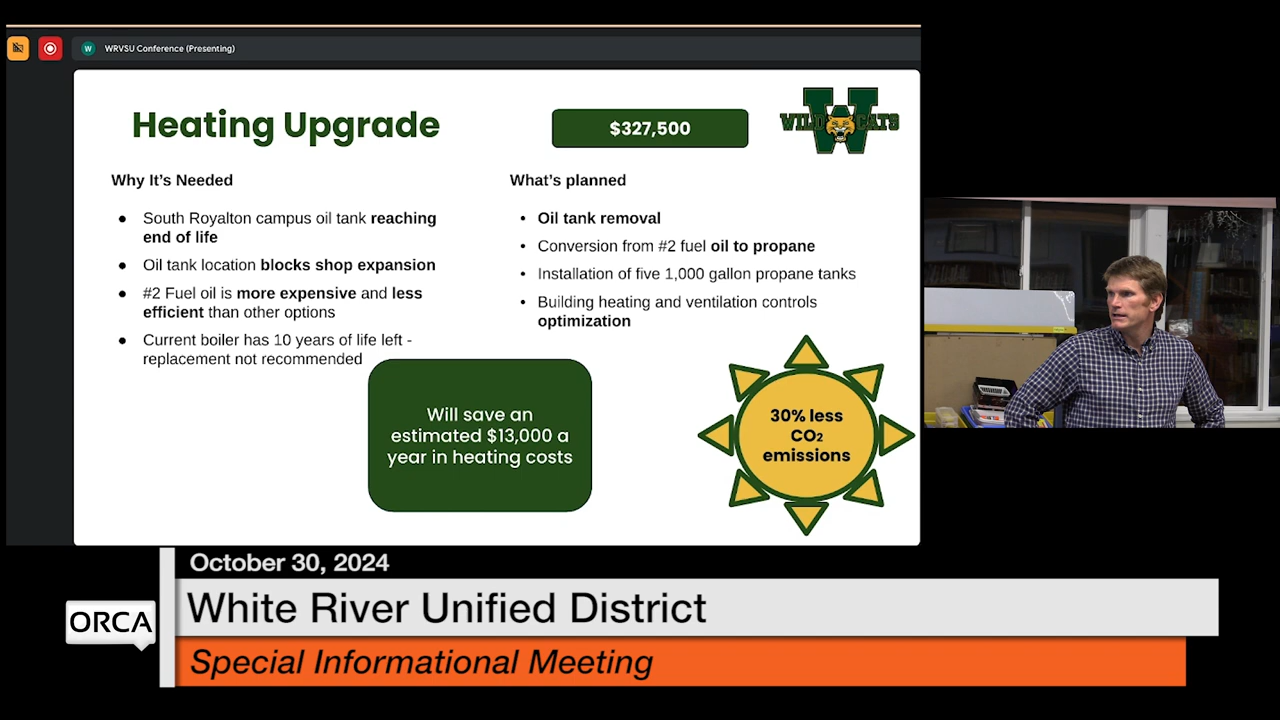 W WRVSU Conference (Presenting)
Heating Upgrade
$327,500
W
WILDCATS
Why It's Needed
● South Royalton campus oil tank reaching
end of life
● Oil tank location blocks shop expansion
● #2 Fuel oil is more expensive and less
efficient than other options
● Current boiler has 10 years of life left -
replacement not recommended
What's planned
• Oil tank removal
• Conversion from #2 fuel oil to propane
• Installation of five 1,000 gallon propane tanks
• Building heating and ventilation controls
optimization
Will save an
estimated $13,000 a
year in heating costs
30% less
CO₂
emissions
October 30, 2024
ORCA
White River Unified District
Special Informational Meeting